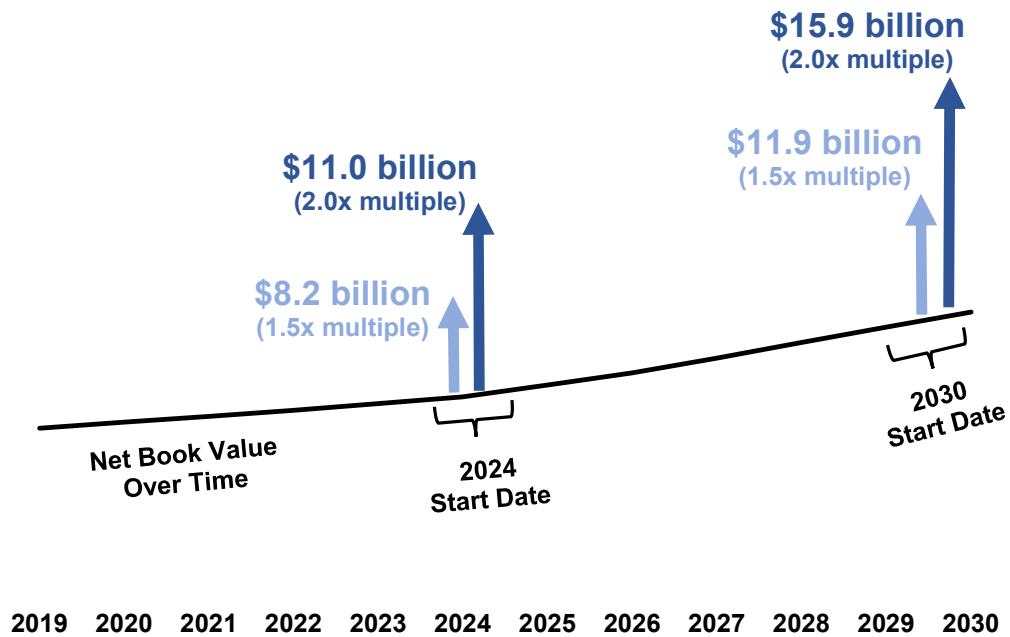 $15.9 billion
(2.0x multiple)
$11.9 billion
(1.5x multiple)
$11.0 billion
(2.0x multiple)
$8.2 billion
(1.5x multiple)
Net Book Value
Over Time
2024
Start Date
2030
Start Date
2019 2020 2021 2022 2023 2024 2025 2026 2027 2028 2029 2030